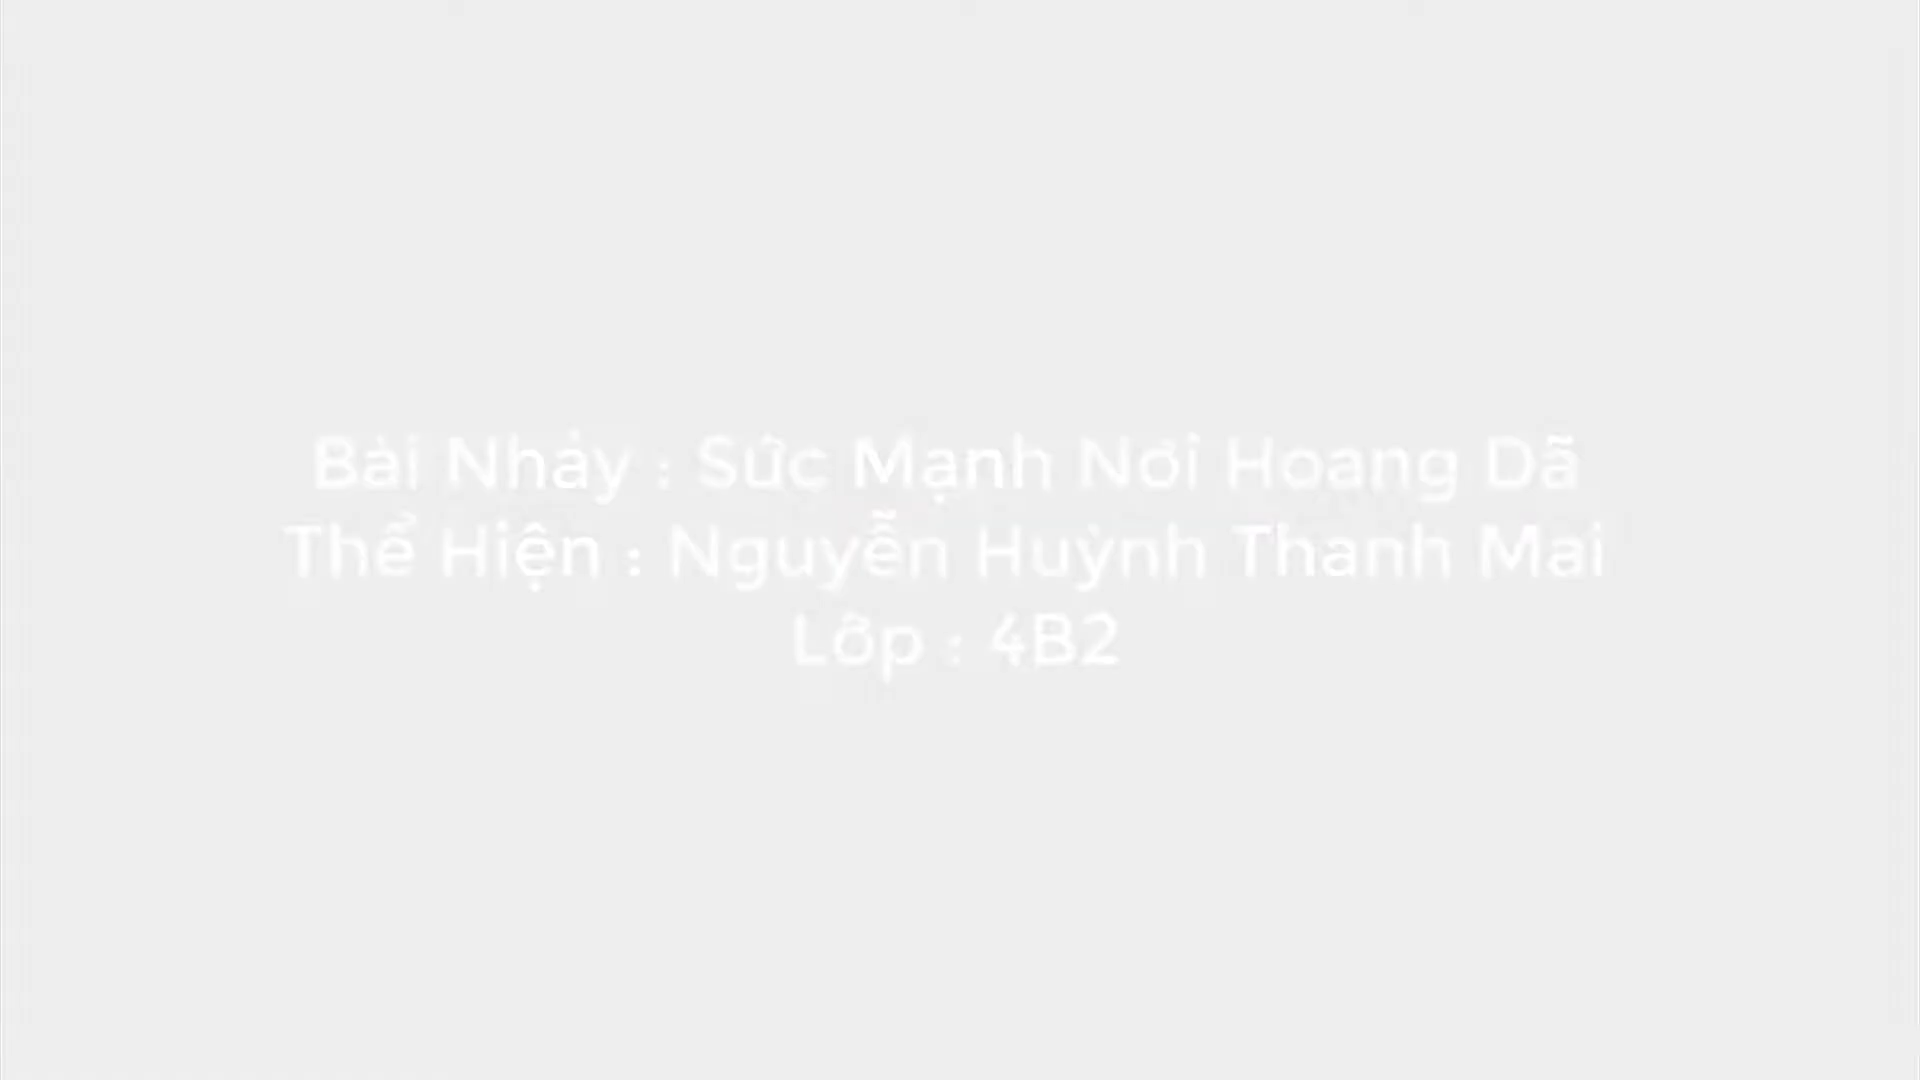 Bài Nhảy : Sức Mạnh Nơi Hoang Dã
Thể Hiện : Nguyễn Huỳnh Thanh Mai
Lớp : 4B2